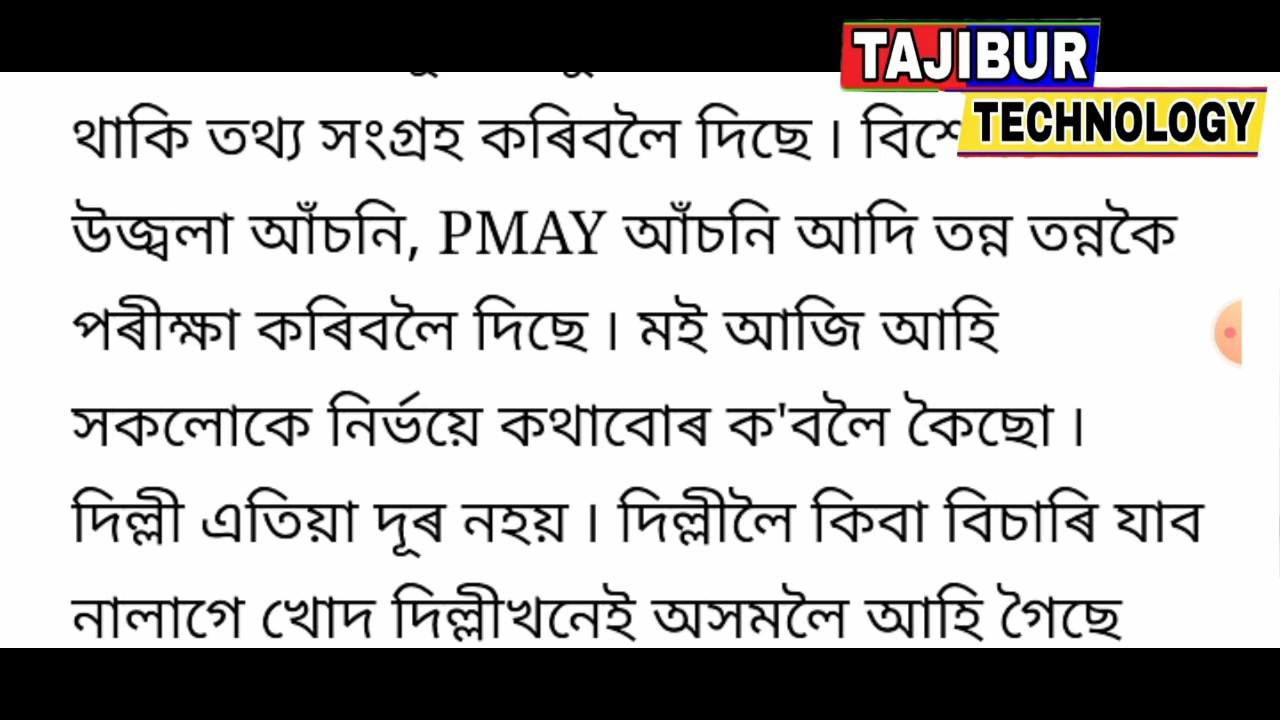 TAJIBUR
TECHNOLOGY
থাকি তথ্য সংগ্ৰহ কৰিবলৈ দিছে ।
উজ্বলা আঁচনি, PMAY আঁচনি আদি তন্ন তন্নকৈ
পৰীক্ষা কৰিবলৈ দিছে । মই আজি আহি
সকলোকে নিৰ্ভয়ে কথাবোৰ ক'বলৈ কৈছো ।
দিল্লী এতিয়া দূৰ নহয় । দিল্লীলৈ কিবা বিচাৰি যাব
নালাগে খোদ দিল্লীখনেই অসমলৈ আহি গৈছে